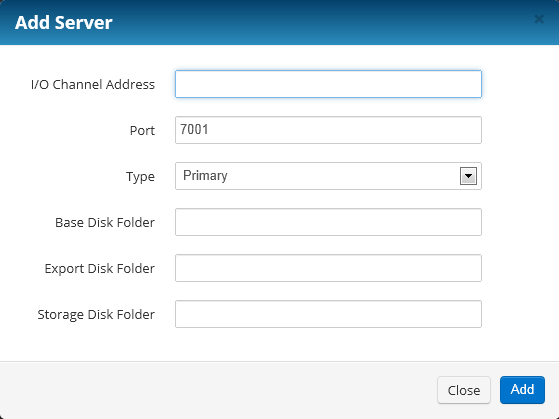 Add Server
I/O Channel Address
Port 7001
Type Primary
Base Disk Folder
Export Disk Folder
Storage Disk Folder
Close Add